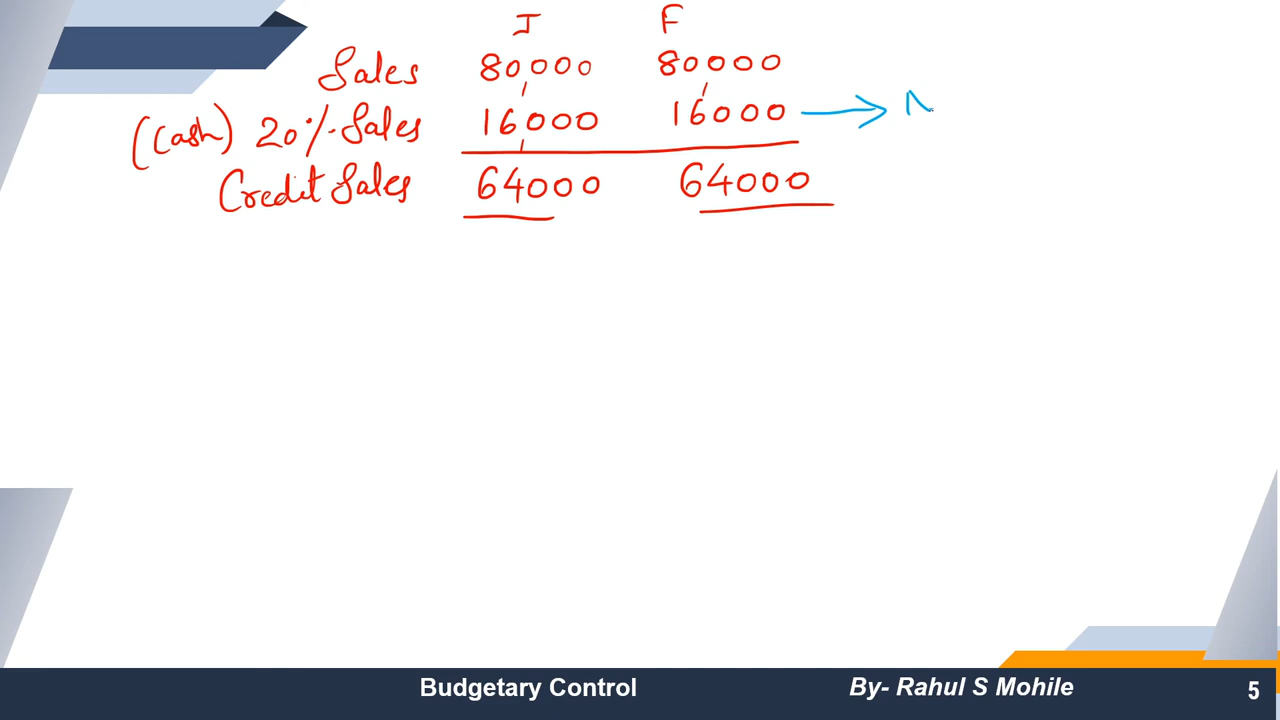 J F
Sales 80000 80000
(Cash) 20% Sales 16000 16000 → N
Credit Sales 64000 64000
Budgetary Control By- Rahul S Mohile 5